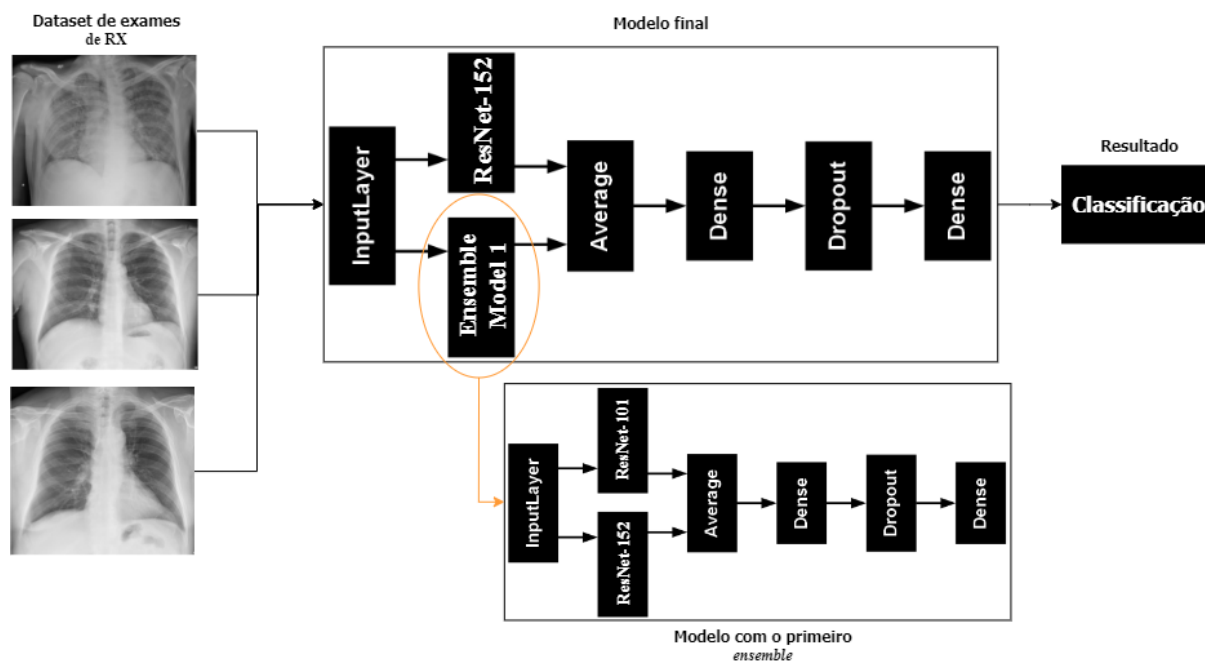 Dataset de exames
de RX
Modelo final
InputLayer
ResNet-152
Ensemble
Model 1
Average
Dense
Dropout
Dense
Resultado
Classificação
InputLayer
ResNet-101
ResNet-152
Average
Dense
Dropout
Dense
Modelo com o primeiro
ensemble